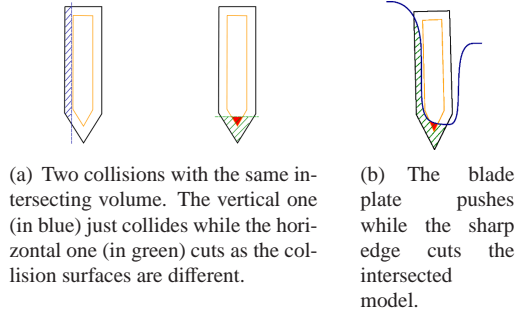 (a) Two collisions with the same in-
tersecting volume. The vertical one
(in blue) just collides while the hori-
zontal one (in green) cuts as the col-
lision surfaces are different.
(b) The blade
plate pushes
while the sharp
edge cuts the
intersected
model.